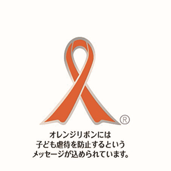 ®
オレンジリボンには
子ども虐待を防止するという
メッセージが込められています。